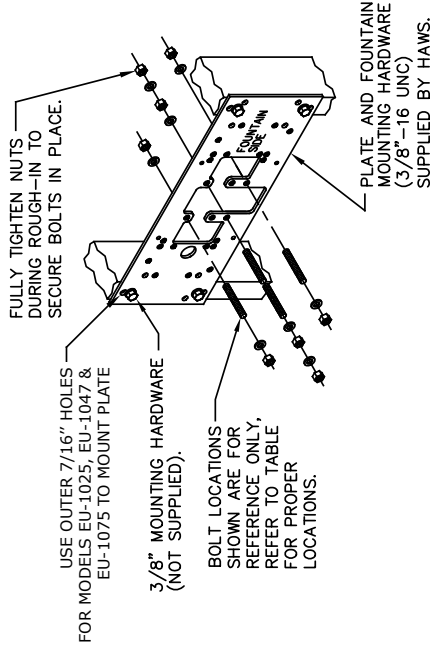 FULLY TIGHTEN NUTS
DURING ROUGH-IN TO
SECURE BOLTS IN PLACE.
USE OUTER 7/16" HOLES
FOR MODELS EU-1025, EU-1047 &
EU-1075 TO MOUNT PLATE
3/8" MOUNTING HARDWARE
(NOT SUPPLIED).
BOLT LOCATIONS
SHOWN ARE FOR
REFERENCE ONLY,
REFER TO TABLE
FOR PROPER
LOCATIONS.
FOUNTAIN
SIDE
PLATE AND FOUNTAIN
MOUNTING HARDWARE
(3/8"-16 UNC)
SUPPLIED BY HAWS.